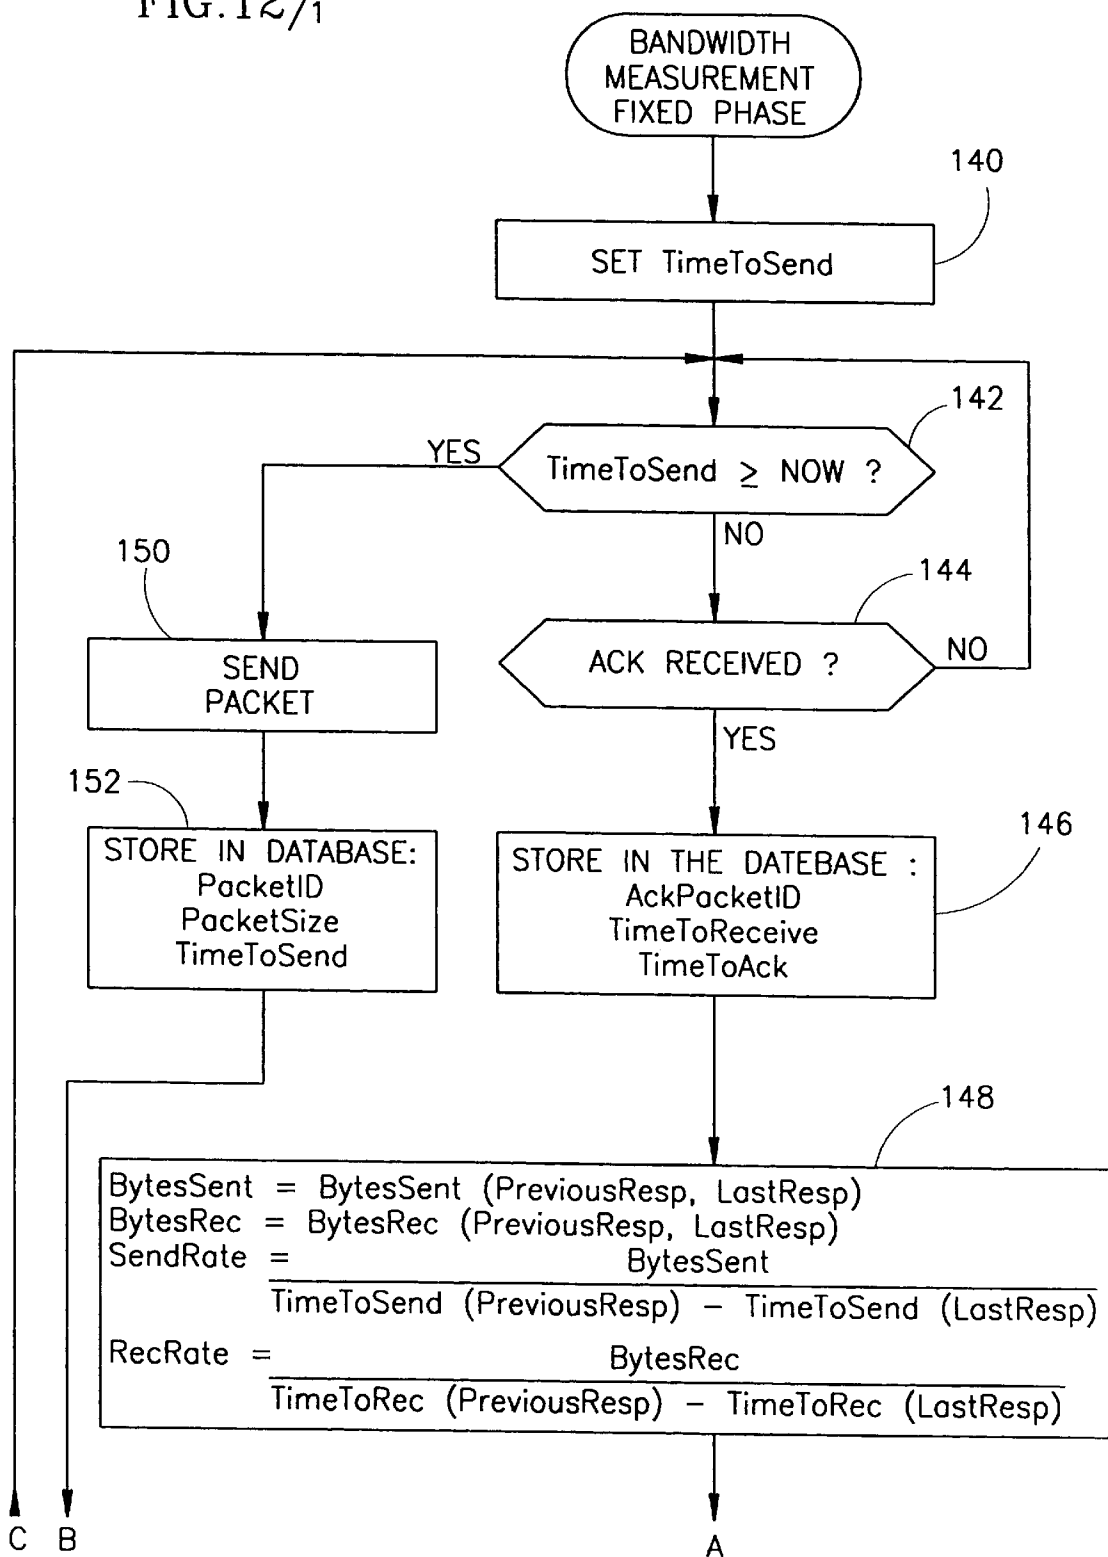 FIG.12/1
BANDWIDTH
MEASUREMENT
FIXED PHASE
140
SET TimeToSend
142
YES
TimeToSend ≥ NOW ?
NO
150
144
SEND
PACKET
ACK RECEIVED ?
NO
YES
152
146
STORE IN DATABASE:
PacketID
PacketSize
TimeToSend
STORE IN THE DATEBASE :
AckPacketID
TimeToReceive
TimeToAck
148
BytesSent = BytesSent (PreviousResp, LastResp)
BytesRec = BytesRec (PreviousResp, LastResp)
SendRate = BytesSent
TimeToSend (PreviousResp) – TimeToSend (LastResp)
RecRate = BytesRec
TimeToRec (PreviousResp) – TimeToRec (LastResp)
C B A